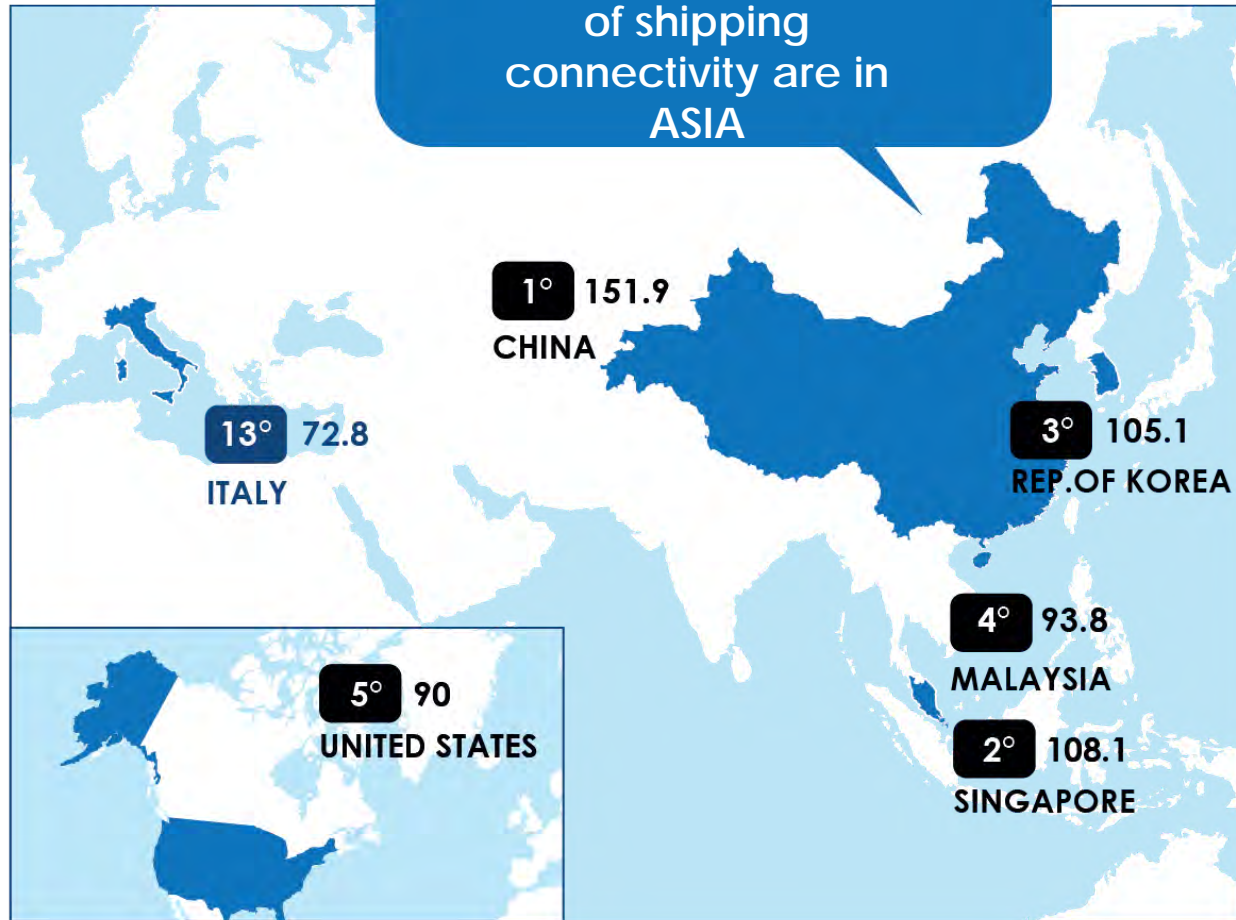 of shipping
connectivity are in
ASIA
1° 151.9
CHINA
13° 72.8
ITALY
3° 105.1
REP.OF KOREA
4° 93.8
MALAYSIA
5° 90
UNITED STATES
2° 108.1
SINGAPORE